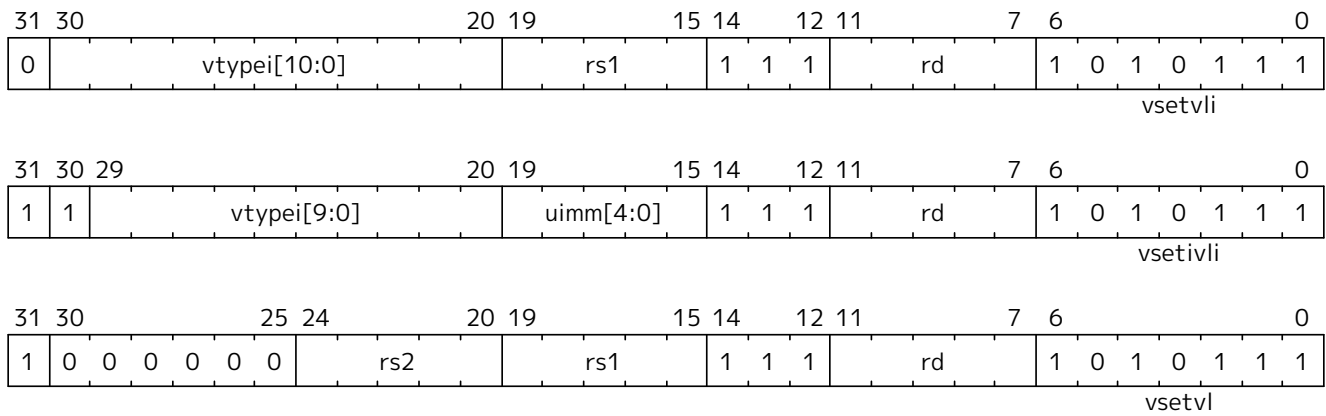 31 30 20 19 15 14 12 11 7 6 0
0 vtypei[10:0] rs1 1 1 1 rd 1 0 1 0 1 1 1
vsetvli
31 30 29 20 19 15 14 12 11 7 6 0
1 1 vtypei[9:0] uimm[4:0] 1 1 1 rd 1 0 1 0 1 1 1
vsetivli
31 30 25 24 20 19 15 14 12 11 7 6 0
1 0 0 0 0 0 0 rs2 rs1 1 1 1 rd 1 0 1 0 1 1 1
vsetvl